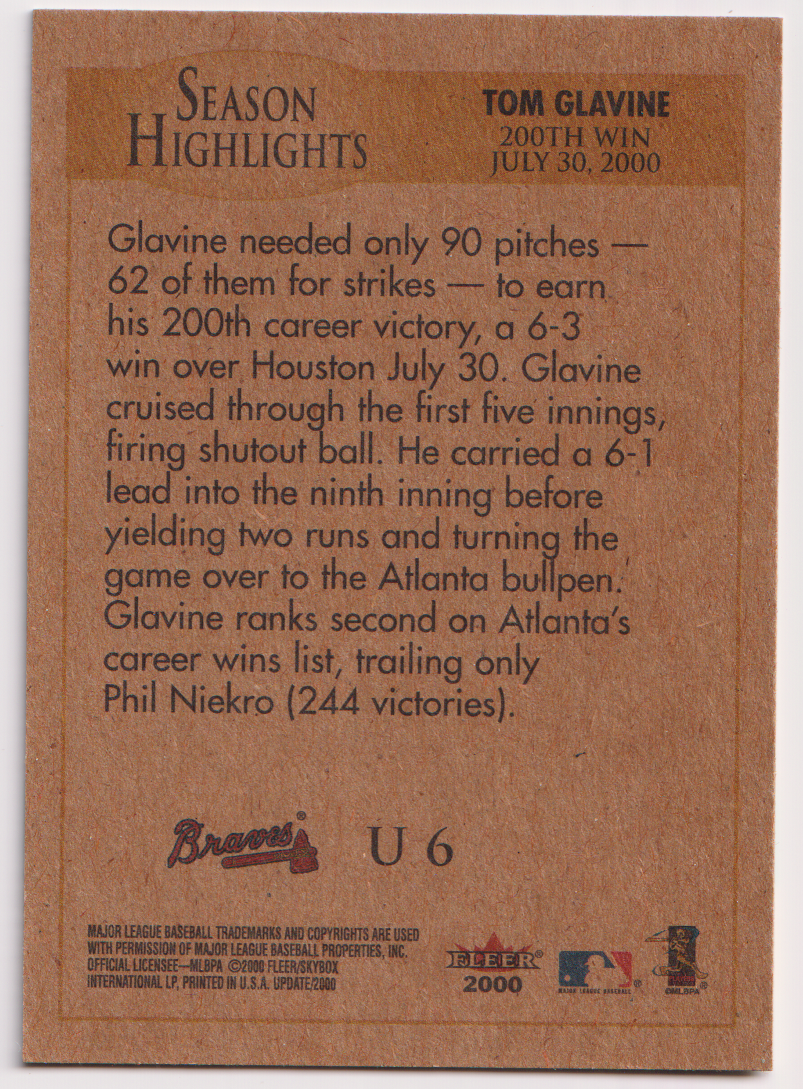 SEASON
HIGHLIGHTS
TOM GLAVINE
200TH WIN
JULY 30, 2000
Glavine needed only 90 pitches —
62 of them for strikes — to earn
his 200th career victory, a 6-3
win over Houston July 30. Glavine
cruised through the first five innings,
firing shutout ball. He carried a 6-1
lead into the ninth inning before
yielding two runs and turning the
game over to the Atlanta bullpen.
Glavine ranks second on Atlanta's
career wins list, trailing only
Phil Niekro (244 victories).
Braves®
U 6
MAJOR LEAGUE BASEBALL TRADEMARKS AND COPYRIGHTS ARE USED
WITH PERMISSION OF MAJOR LEAGUE BASEBALL PROPERTIES, INC.
OFFICIAL LICENSEE—MLBPA ©2000 FLEER/SKYBOX
INTERNATIONAL LP, PRINTED IN U.S.A. UPDATE/2000
FLEER®
2000
MAJOR LEAGUE BASEBALL®
©MLBPA®